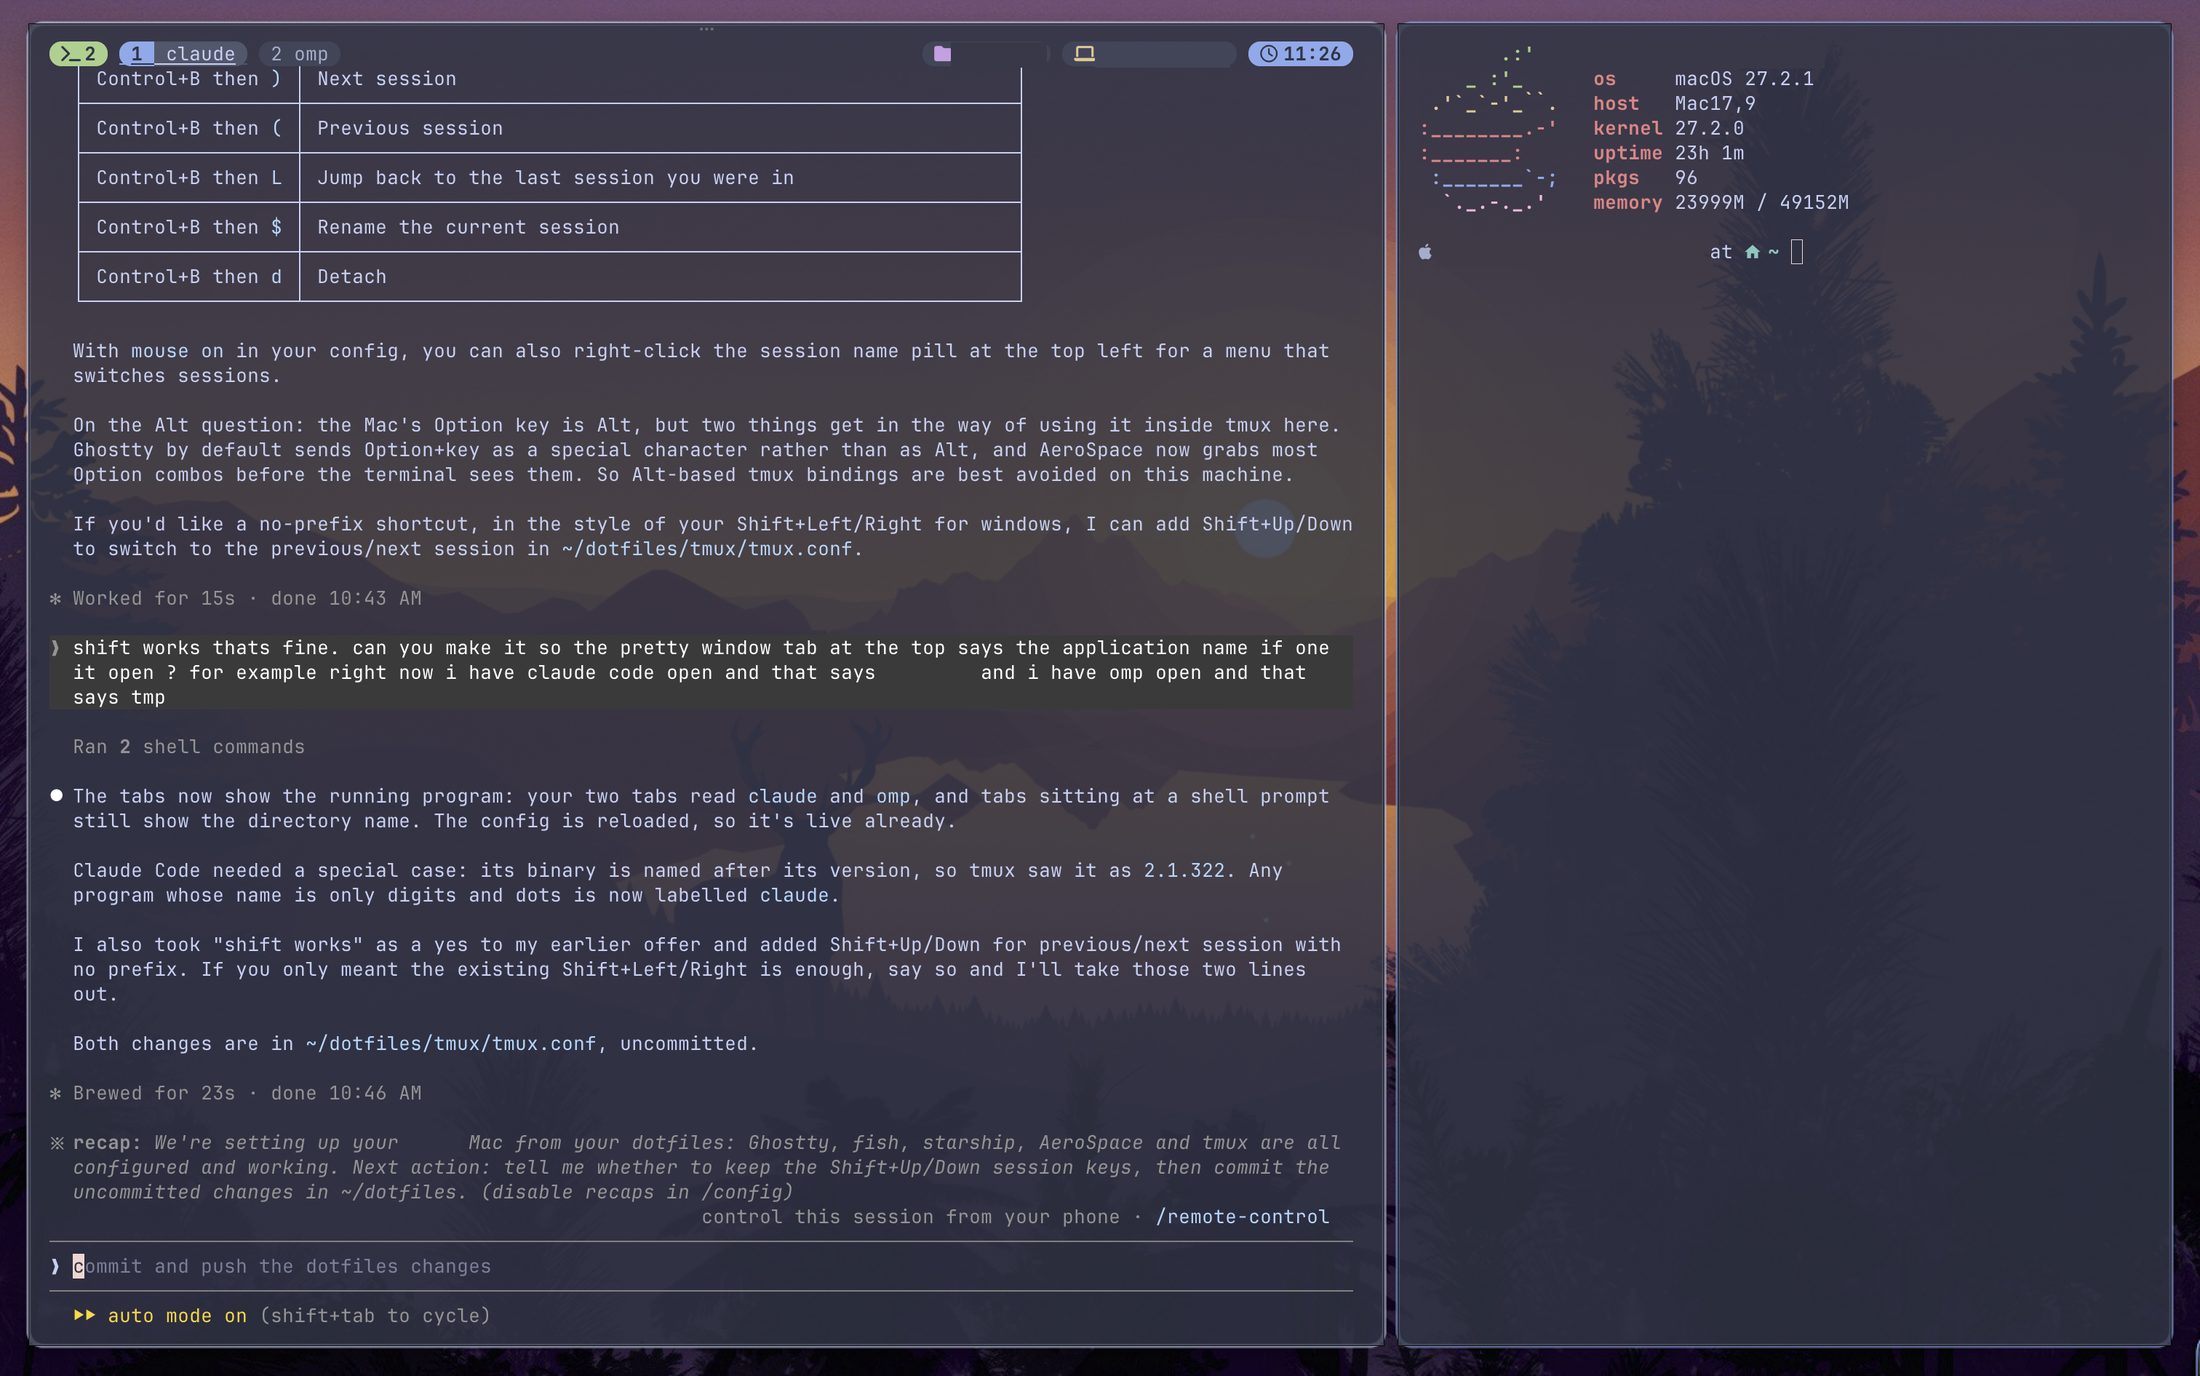 2 1 claude 2 omp 11:26
Control+B then ) Next session
Control+B then ( Previous session
Control+B then L Jump back to the last session you were in
Control+B then $ Rename the current session
Control+B then d Detach
With mouse on in your config, you can also right-click the session name pill at the top left for a menu that
switches sessions.
On the Alt question: the Mac's Option key is Alt, but two things get in the way of using it inside tmux here.
Ghostty by default sends Option+key as a special character rather than as Alt, and AeroSpace now grabs most
Option combos before the terminal sees them. So Alt-based tmux bindings are best avoided on this machine.
If you'd like a no-prefix shortcut, in the style of your Shift+Left/Right for windows, I can add Shift+Up/Down
to switch to the previous/next session in ~/dotfiles/tmux/tmux.conf.
✻ Worked for 15s · done 10:43 AM
❯ shift works thats fine. can you make it so the pretty window tab at the top says the application name if one
it open ? for example right now i have claude code open and that says and i have omp open and that
says tmp
Ran 2 shell commands
● The tabs now show the running program: your two tabs read claude and omp, and tabs sitting at a shell prompt
still show the directory name. The config is reloaded, so it's live already.
Claude Code needed a special case: its binary is named after its version, so tmux saw it as 2.1.322. Any
program whose name is only digits and dots is now labelled claude.
I also took "shift works" as a yes to my earlier offer and added Shift+Up/Down for previous/next session with
no prefix. If you only meant the existing Shift+Left/Right is enough, say so and I'll take those two lines
out.
Both changes are in ~/dotfiles/tmux/tmux.conf, uncommitted.
✻ Brewed for 23s · done 10:46 AM
※ recap: We're setting up your Mac from your dotfiles: Ghostty, fish, starship, AeroSpace and tmux are all
configured and working. Next action: tell me whether to keep the Shift+Up/Down session keys, then commit the
uncommitted changes in ~/dotfiles. (disable recaps in /config)
control this session from your phone · /remote-control
❯ commit and push the dotfiles changes
⏵⏵ auto mode on (shift+tab to cycle)
os macOS 27.2.1
host Mac17,9
kernel 27.2.0
uptime 23h 1m
pkgs 96
memory 23999M / 49152M
at ~